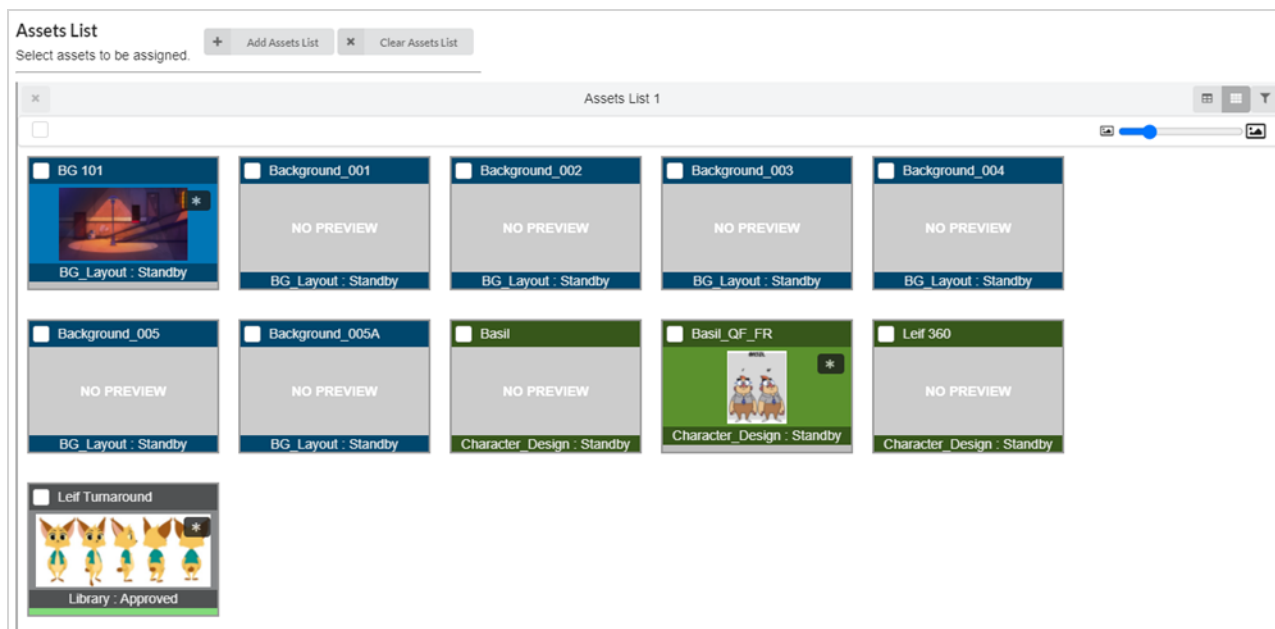 Assets List
Select assets to be assigned.
+ Add Assets List
× Clear Assets List
× Assets List 1
BG 101
BG_Layout : Standby
Background_001
NO PREVIEW
BG_Layout : Standby
Background_002
NO PREVIEW
BG_Layout : Standby
Background_003
NO PREVIEW
BG_Layout : Standby
Background_004
NO PREVIEW
BG_Layout : Standby
Background_005
NO PREVIEW
BG_Layout : Standby
Background_005A
NO PREVIEW
BG_Layout : Standby
Basil
NO PREVIEW
Character_Design : Standby
Basil_QF_FR
Character_Design : Standby
Leif 360
NO PREVIEW
Character_Design : Standby
Leif Turnaround
Library : Approved